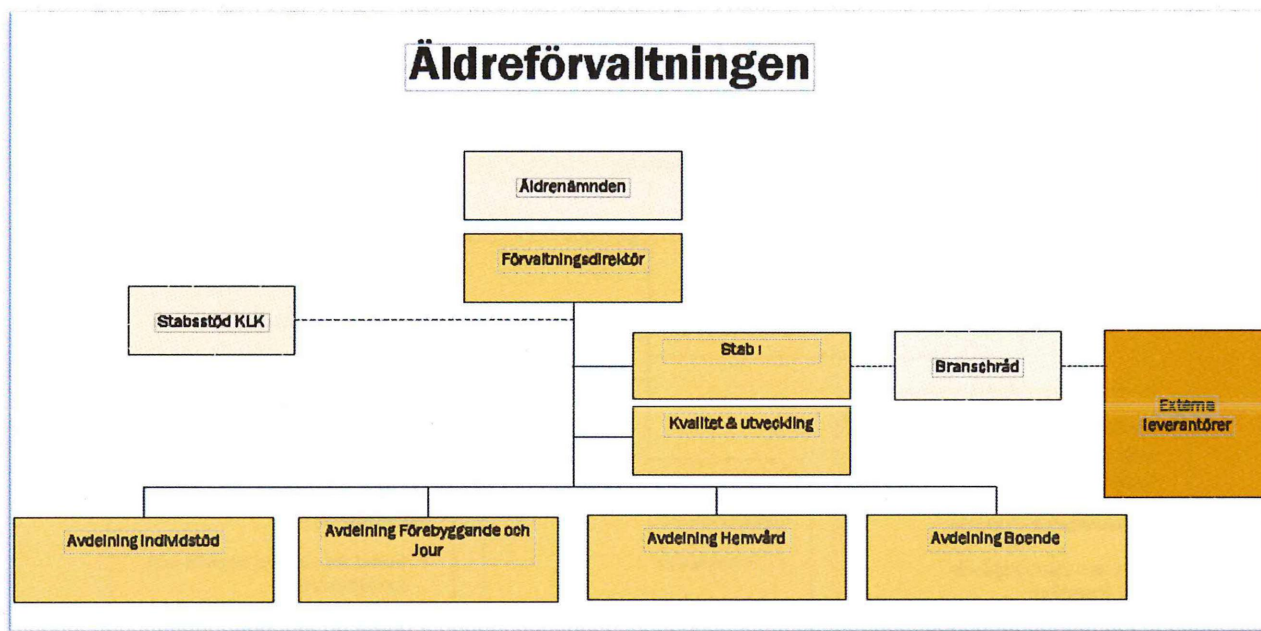 Äldreförvaltningen
Äldrenämnden
Förvaltningsdirektör
Stabsstöd KLK
Stab
Branschråd
Externa
leverantörer
Kvalitet & utveckling
Avdelning Individstöd
Avdelning Förebyggande och
Jour
Avdelning Hemvård
Avdelning Boende